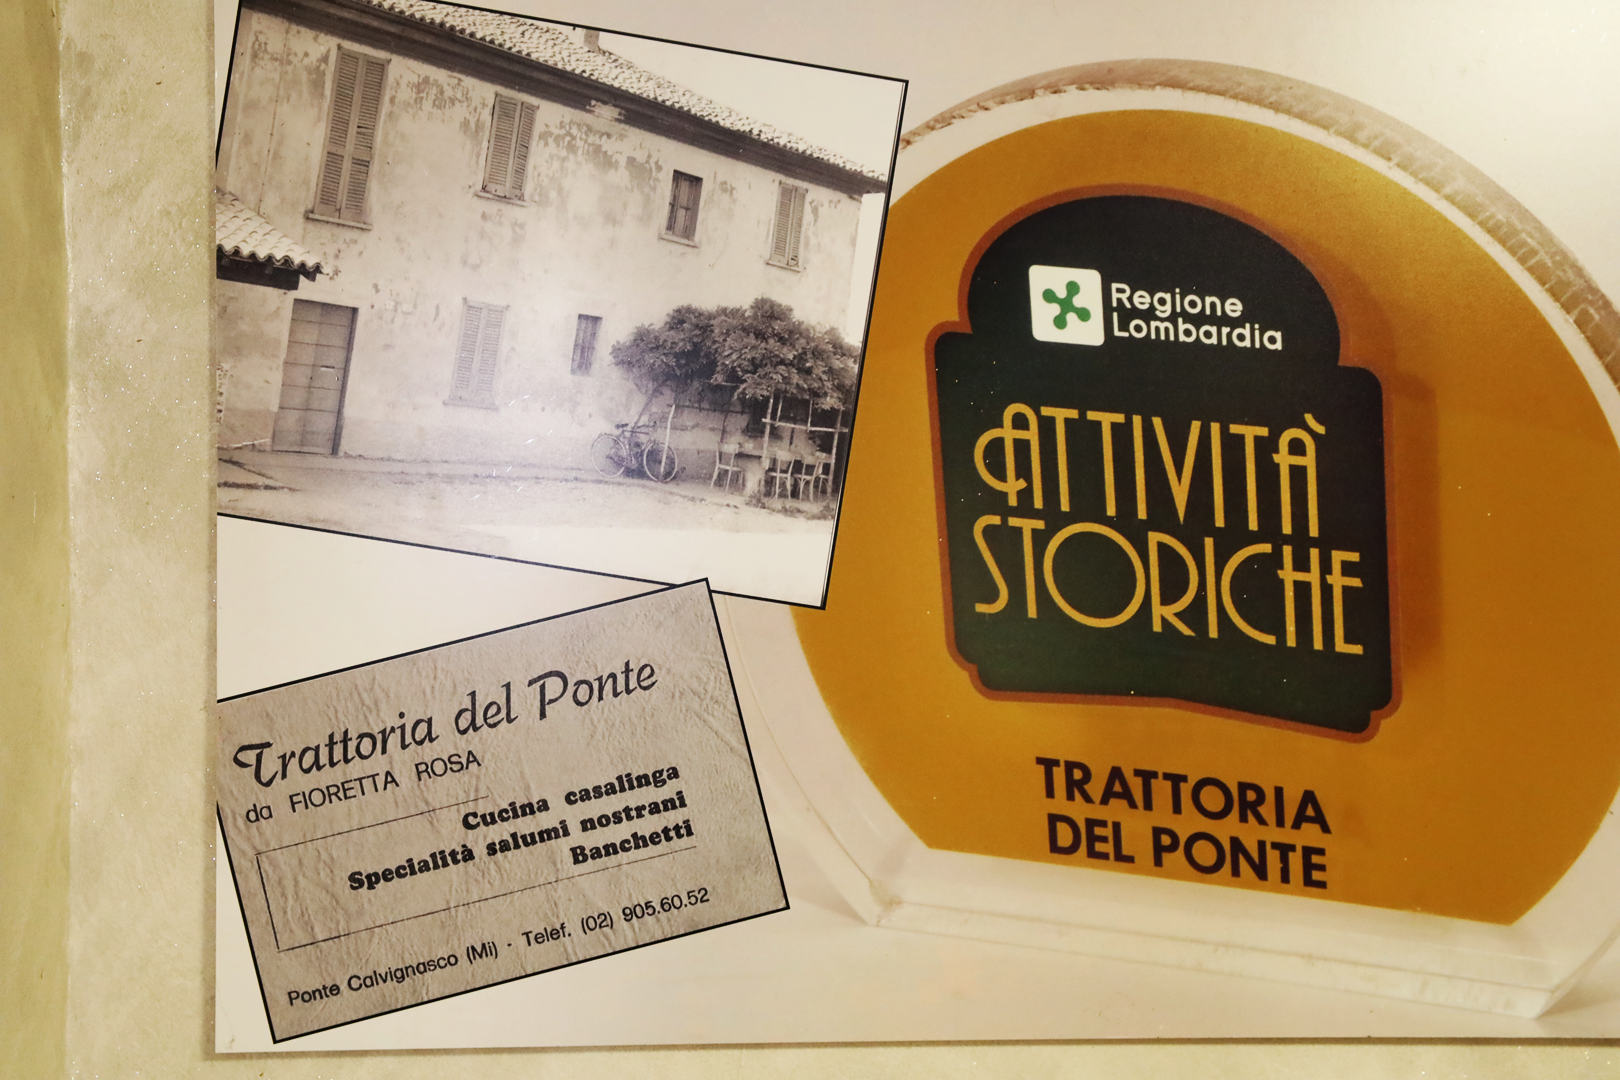 Regione
Lombardia
ATTIVITÀ
STORICHE
TRATTORIA
DEL PONTE
Trattoria del Ponte
da FIORETTA ROSA
Cucina casalinga
Specialità salumi nostrani
Banchetti
Ponte Calvignasco (Mi) - Telef. (02) 905.60.52